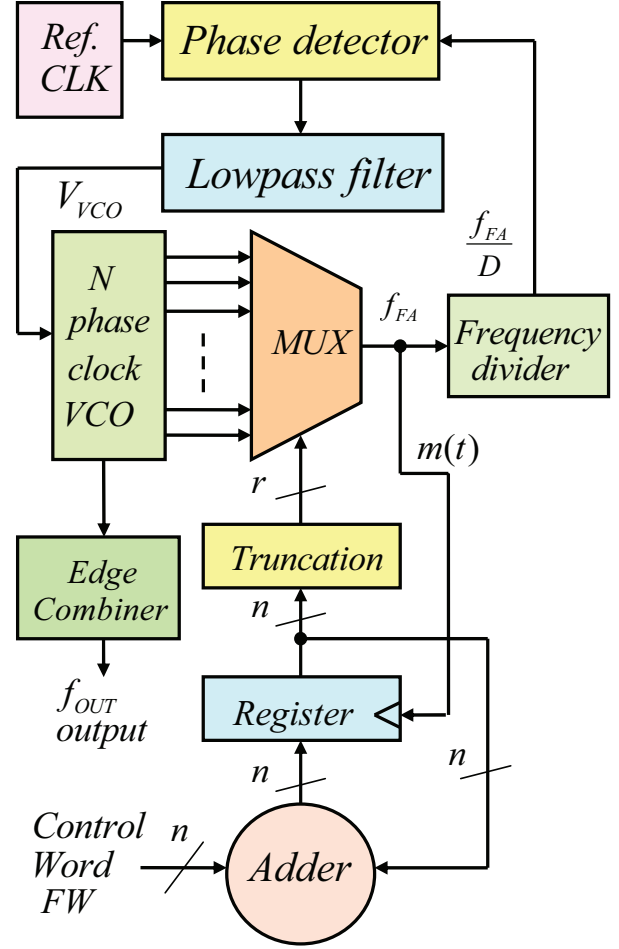 Ref.
CLK
Phase detector
Lowpass filter
V_VCO
f_FA
D
N
phase
clock
VCO
MUX
f_FA
Frequency
divider
m(t)
r
Truncation
Edge
Combiner
n
f_OUT
output
Register
n
n
Control
Word
FW
n
Adder